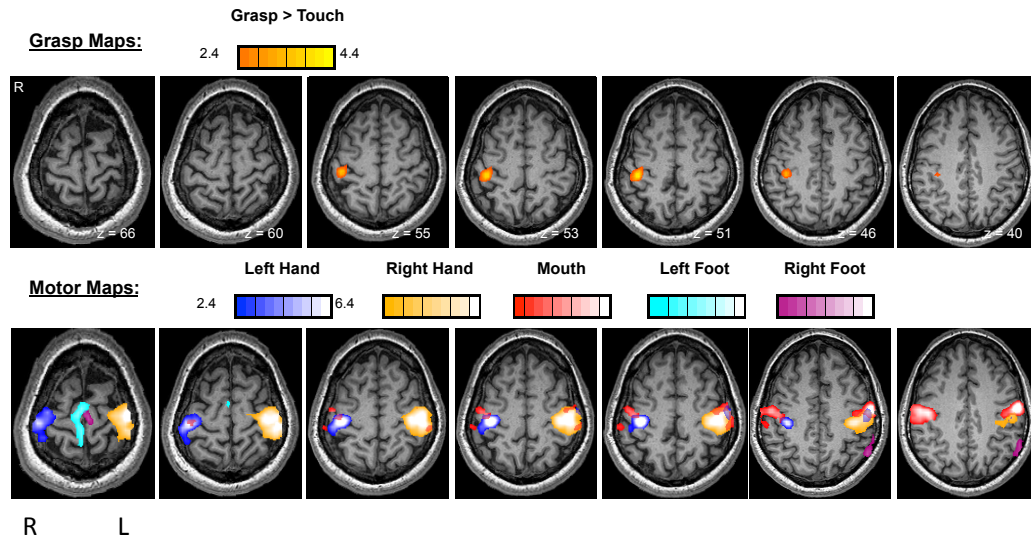 Grasp > Touch
Grasp Maps:
2.4 4.4
R
z = 66 z = 60 z = 55 z = 53 z = 51 z = 46 z = 40
Left Hand Right Hand Mouth Left Foot Right Foot
Motor Maps:
2.4 6.4
R L